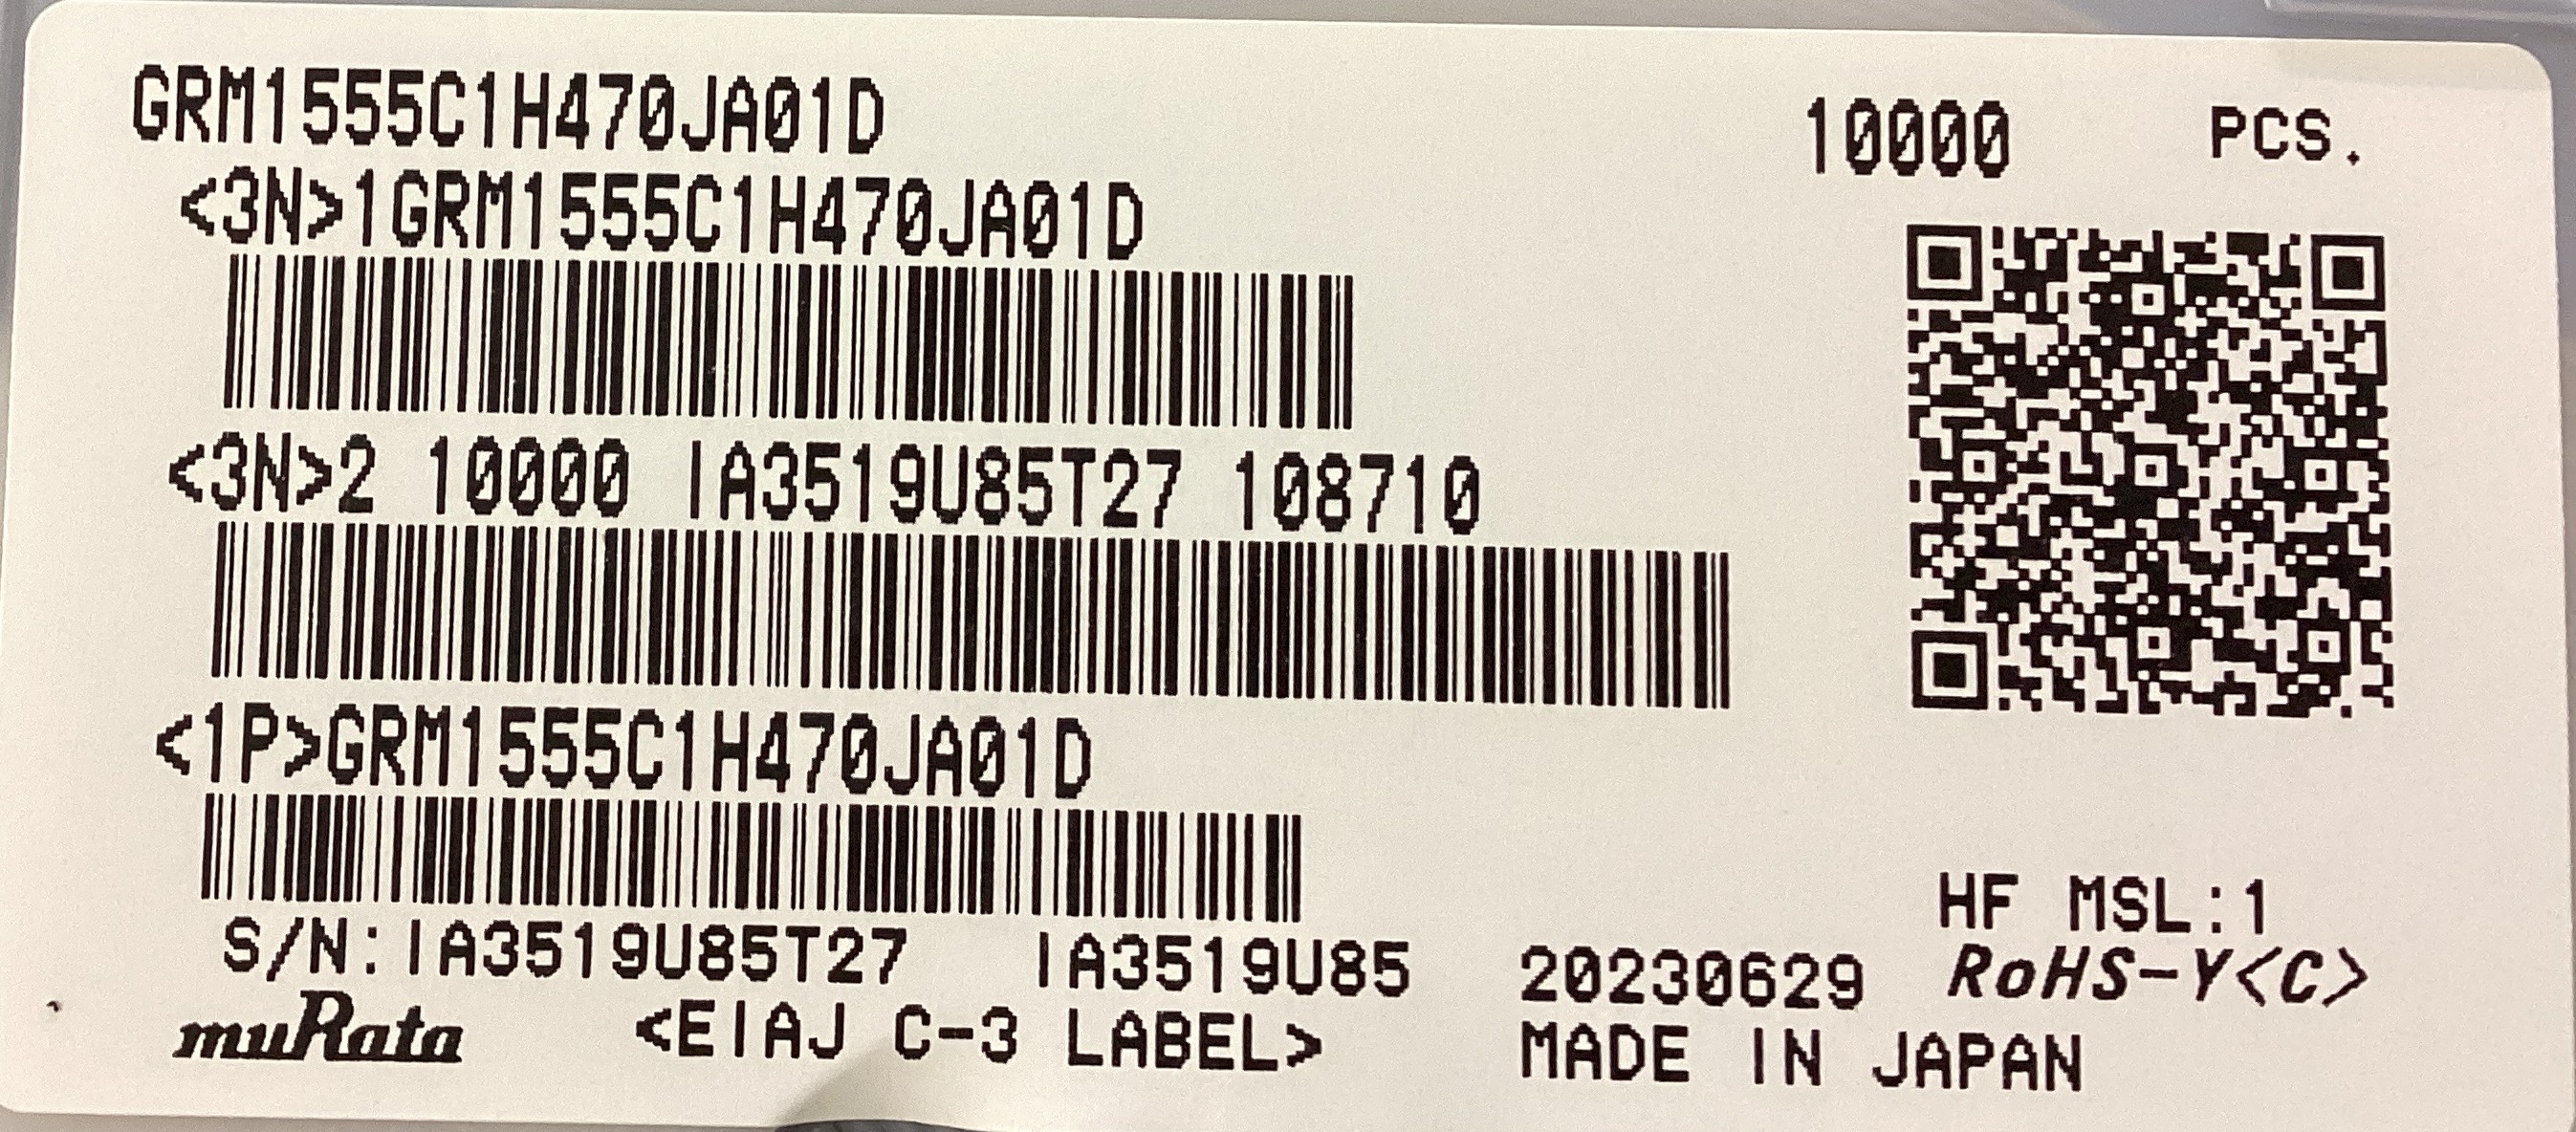 GRM1555C1H470JA01D
10000 PCS.
<3N>1GRM1555C1H470JA01D
<3N>2 10000 IA3519U85T27 108710
<1P>GRM1555C1H470JA01D
HF MSL:1
S/N:IA3519U85T27 IA3519U85 20230629 RoHS-Y<C>
muRata <EIAJ C-3 LABEL> MADE IN JAPAN